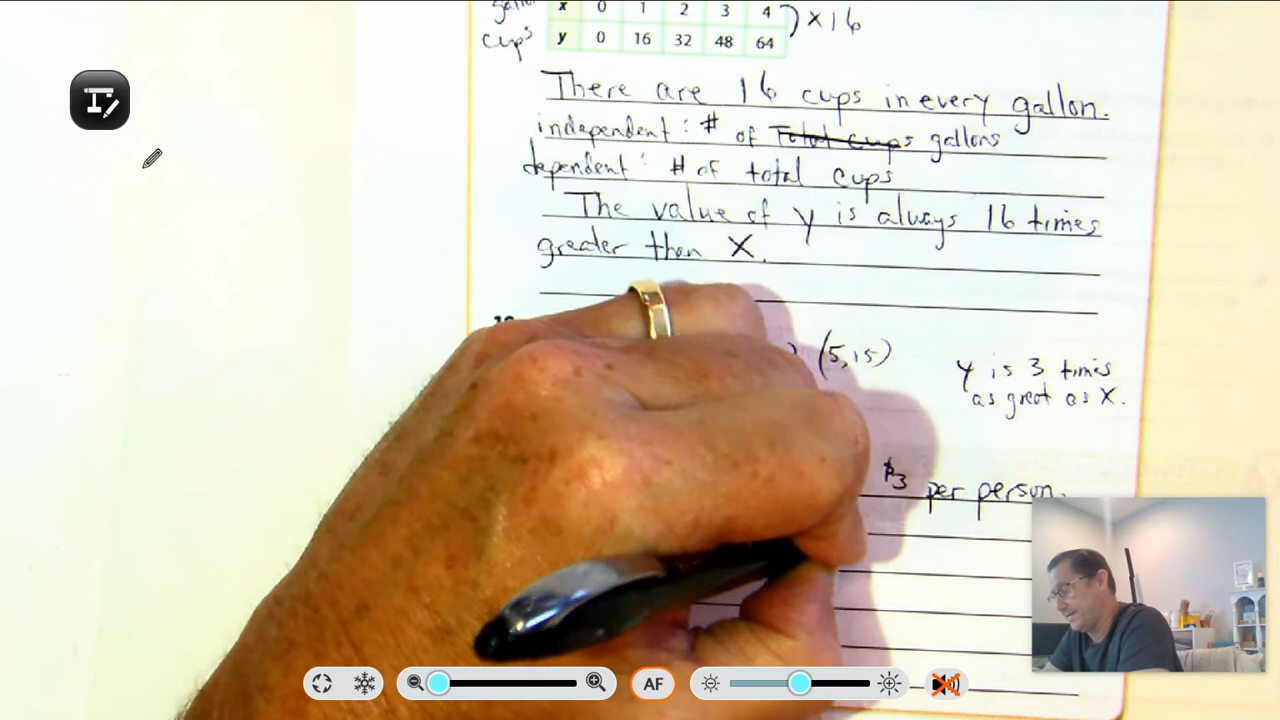 x 0 1 2 3 4 ) ×16
cups y 0 16 32 48 64
There are 16 cups in every gallon.
independent : # of Total cups gallons
dependent : # of total cups
The value of y is always 16 times
greater than X.
) (5,15)
y is 3 times
as great as X.
$3 per person.
AF